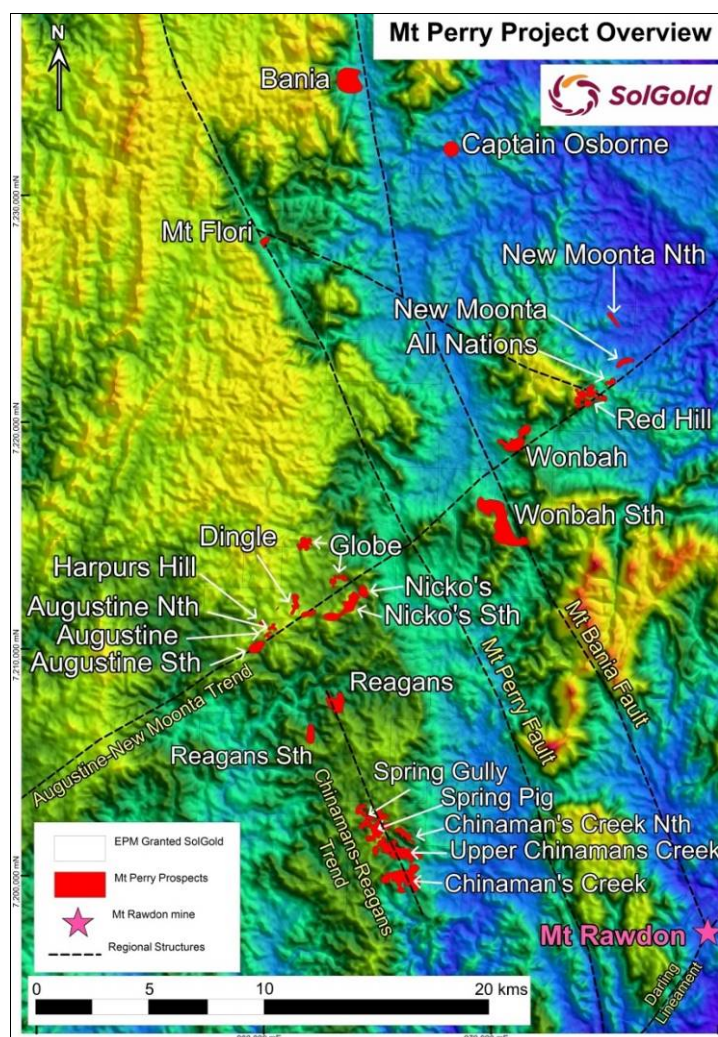 Mt Perry Project Overview
N
SolGold
Bania
Captain Osborne
7,230,000 mN
Mt Flori
New Moonta Nth
New Moonta
All Nations
Red Hill
7,220,000 mN
Wonbah
Wonbah Sth
Dingle
Globe
Harpurs Hill
Nicko's
Augustine Nth
Nicko's Sth
Augustine
Augustine Sth
7,210,000 mN
Mt Bania Fault
Mt Perry Fault
Augustine-New Moonta Trend
Reagans
Reagans Sth
Chinamans-Reagans
Trend
Spring Gully
Spring Pig
Chinaman's Creek Nth
Upper Chinamans Creek
Chinaman's Creek
7,200,000 mN
EPM Granted SolGold
Mt Perry Prospects
Mt Rawdon mine
Regional Structures
Mt Rawdon
Darling
Lineament
0 5 10 20 kms